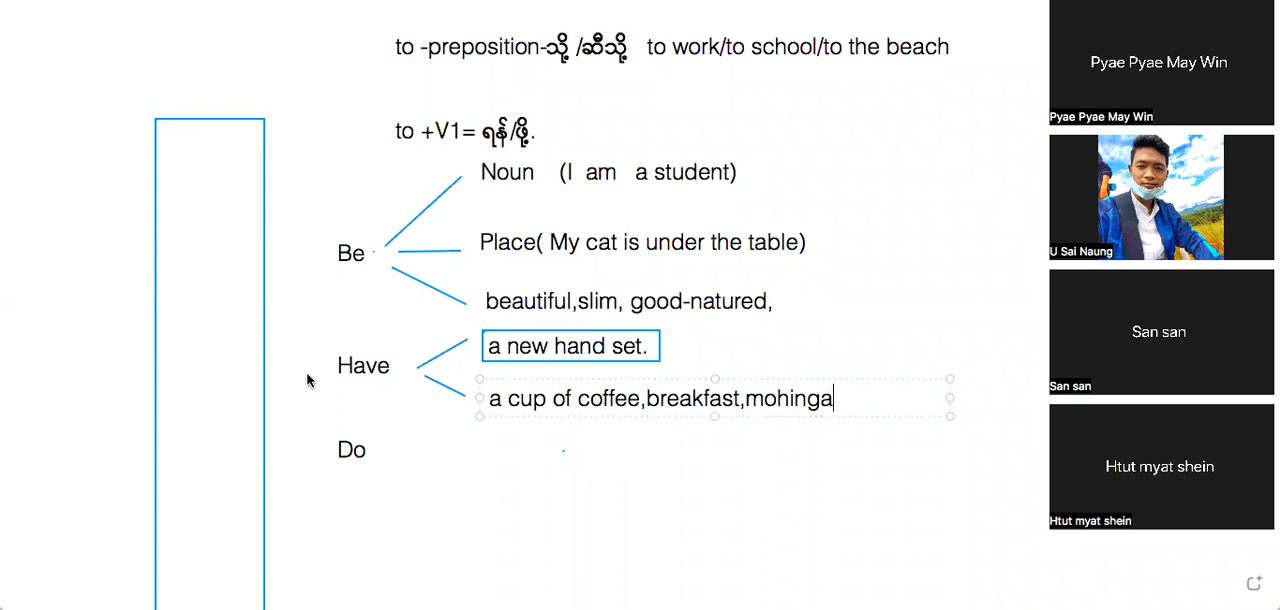 to -preposition-သို့ /ဆီသို့ to work/to school/to the beach
to +V1= ရန်/ဖို့.
Noun (I am a student)
Be
Place( My cat is under the table)
beautiful,slim, good-natured,
Have
a new hand set.
a cup of coffee,breakfast,mohinga
Do
Pyae Pyae May Win
Pyae Pyae May Win
U Sai Naung
San san
San san
Htut myat shein
Htut myat shein